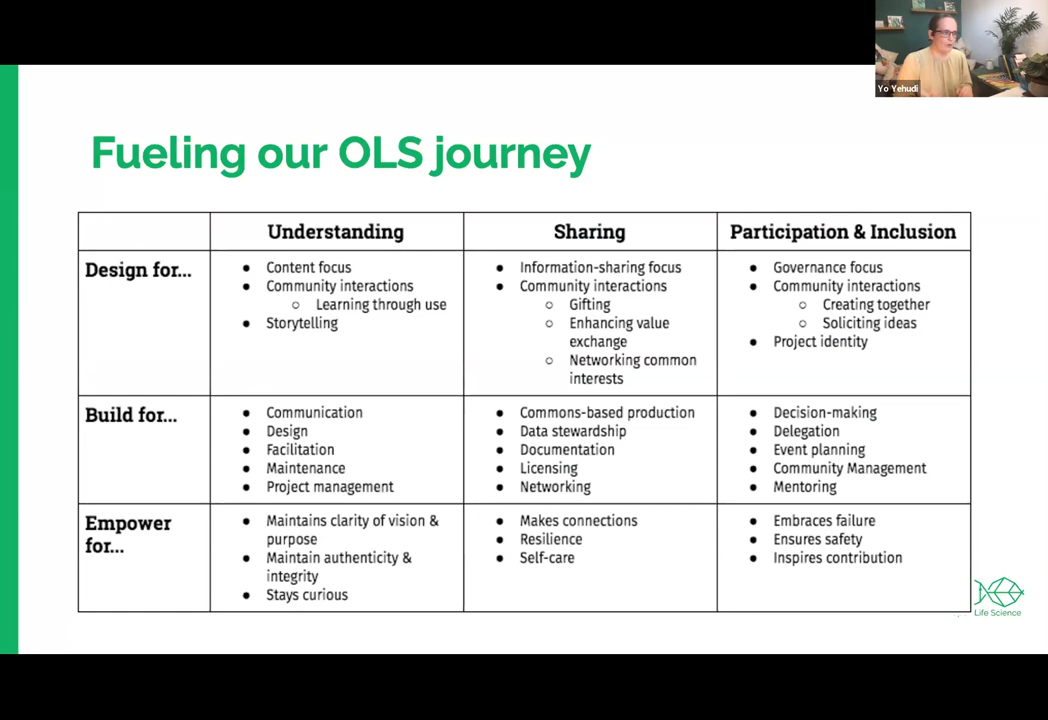 Yo Yehudi
Fueling our OLS journey
Understanding
Sharing
Participation & Inclusion
Design for...
• Content focus
• Community interactions
○ Learning through use
• Storytelling
• Information-sharing focus
• Community interactions
○ Gifting
○ Enhancing value
exchange
○ Networking common
interests
• Governance focus
• Community interactions
○ Creating together
○ Soliciting ideas
• Project identity
Build for...
• Communication
• Design
• Facilitation
• Maintenance
• Project management
• Commons-based production
• Data stewardship
• Documentation
• Licensing
• Networking
• Decision-making
• Delegation
• Event planning
• Community Management
• Mentoring
Empower
for...
• Maintains clarity of vision &
purpose
• Maintain authenticity &
integrity
• Stays curious
• Makes connections
• Resilience
• Self-care
• Embraces failure
• Ensures safety
• Inspires contribution
Life Science